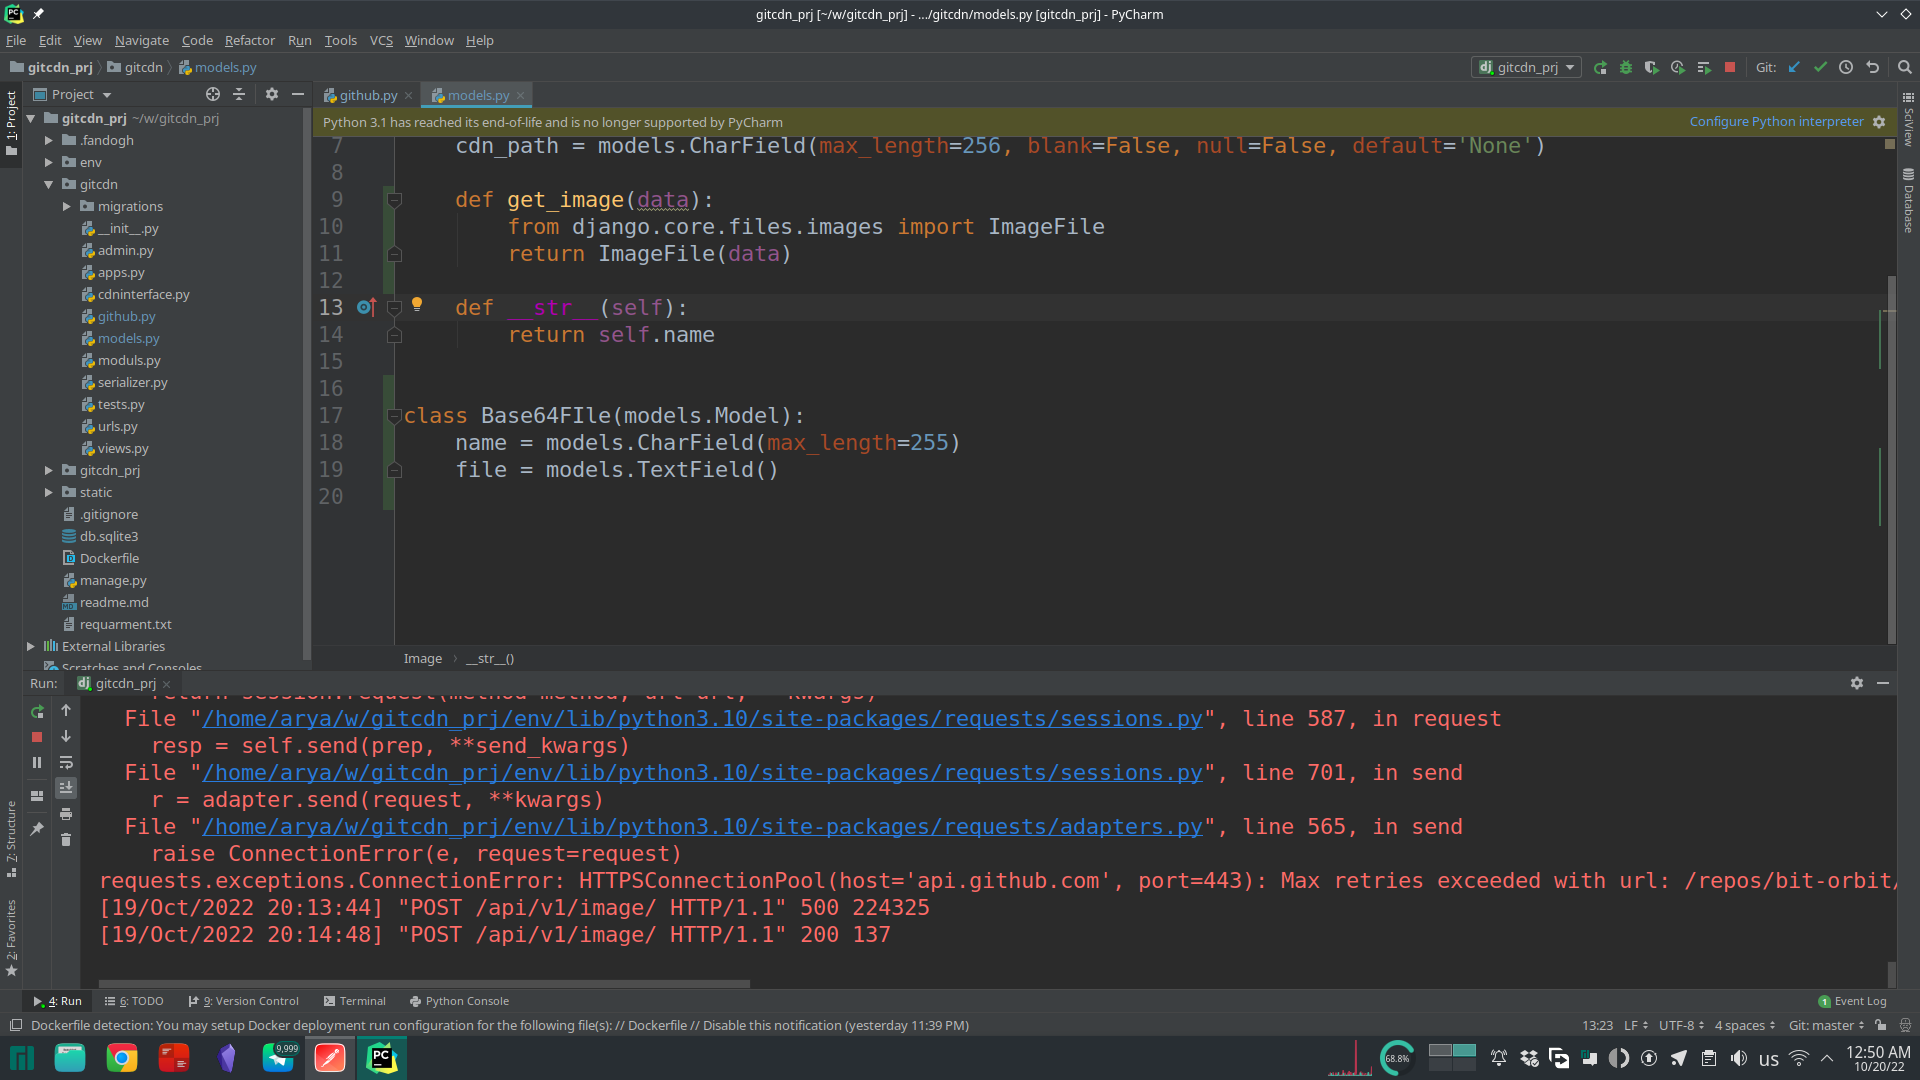 gitcdn_prj [~/w/gitcdn_prj] - .../gitcdn/models.py [gitcdn_prj] - PyCharm
File Edit View Navigate Code Refactor Run Tools VCS Window Help
gitcdn_prj gitcdn models.py
gitcdn_prj Git:
1: Project
Project
gitcdn_prj ~/w/gitcdn_prj
.fandogh
env
gitcdn
migrations
__init__.py
admin.py
apps.py
cdninterface.py
github.py
models.py
moduls.py
serializer.py
tests.py
urls.py
views.py
gitcdn_prj
static
.gitignore
db.sqlite3
Dockerfile
manage.py
readme.md
requarment.txt
External Libraries
Scratches and Consoles
github.py models.py
Python 3.1 has reached its end-of-life and is no longer supported by PyCharm
Configure Python interpreter
7 cdn_path = models.CharField(max_length=256, blank=False, null=False, default='None')
8
9 def get_image(data):
10 from django.core.files.images import ImageFile
11 return ImageFile(data)
12
13 def __str__(self):
14 return self.name
15
16
17 class Base64FIle(models.Model):
18 name = models.CharField(max_length=255)
19 file = models.TextField()
20
Image __str__()
SciView
Database
Run: gitcdn_prj
return session.request(method=method, url=url, **kwargs)
File "/home/arya/w/gitcdn_prj/env/lib/python3.10/site-packages/requests/sessions.py", line 587, in request
resp = self.send(prep, **send_kwargs)
File "/home/arya/w/gitcdn_prj/env/lib/python3.10/site-packages/requests/sessions.py", line 701, in send
r = adapter.send(request, **kwargs)
File "/home/arya/w/gitcdn_prj/env/lib/python3.10/site-packages/requests/adapters.py", line 565, in send
raise ConnectionError(e, request=request)
requests.exceptions.ConnectionError: HTTPSConnectionPool(host='api.github.com', port=443): Max retries exceeded with url: /repos/bit-orbit/
[19/Oct/2022 20:13:44] "POST /api/v1/image/ HTTP/1.1" 500 224325
[19/Oct/2022 20:14:48] "POST /api/v1/image/ HTTP/1.1" 200 137
7: Structure
2: Favorites
4: Run 6: TODO 9: Version Control Terminal Python Console
1 Event Log
Dockerfile detection: You may setup Docker deployment run configuration for the following file(s): // Dockerfile // Disable this notification (yesterday 11:39 PM)
13:23 LF UTF-8 4 spaces Git: master
9,999
PC
68.8%
us
12:50 AM
10/20/22